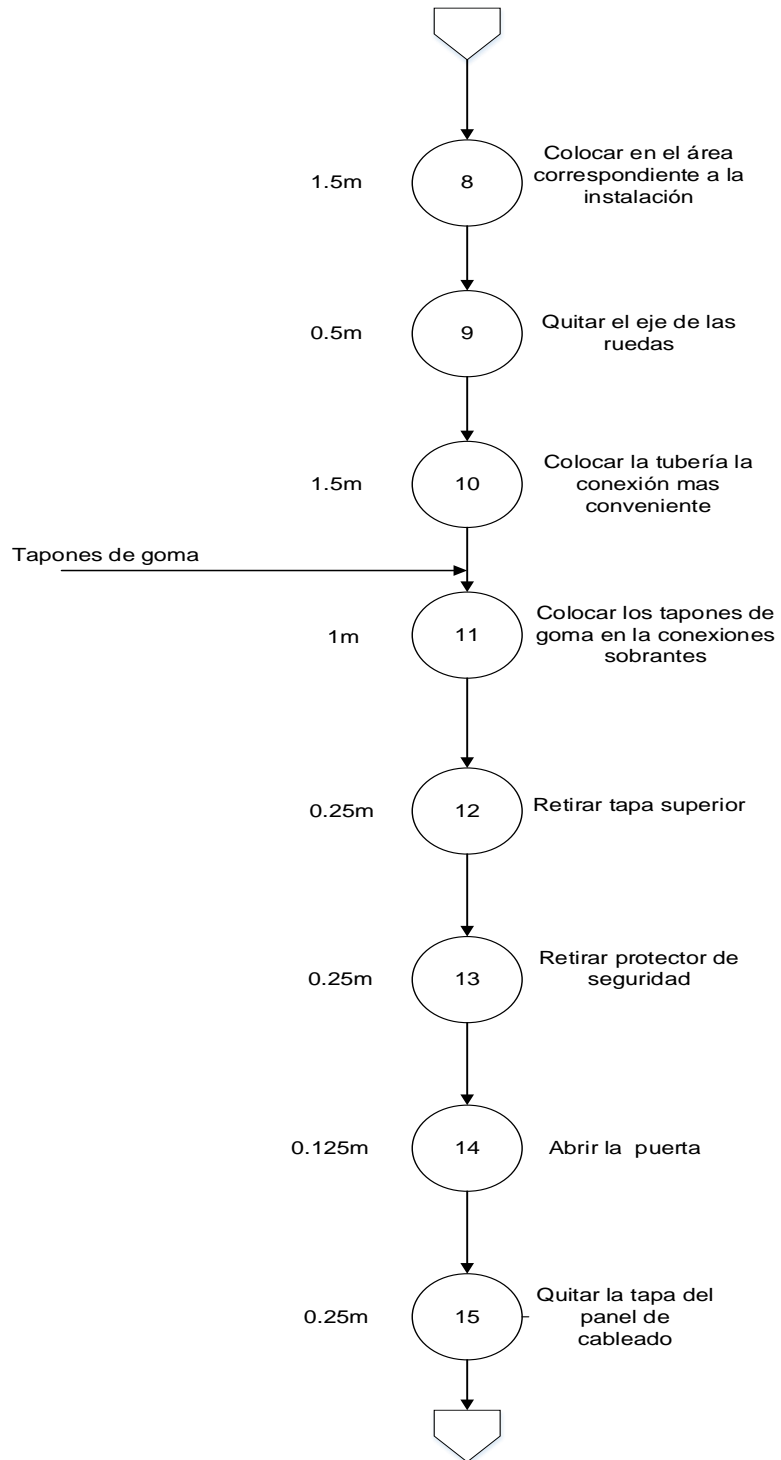 1.5m
8
Colocar en el área
correspondiente a la
instalación
0.5m
9
Quitar el eje de las
ruedas
1.5m
10
Colocar la tubería la
conexión mas
conveniente
Tapones de goma
1m
11
Colocar los tapones de
goma en la conexiones
sobrantes
0.25m
12
Retirar tapa superior
0.25m
13
Retirar protector de
seguridad
0.125m
14
Abrir la puerta
0.25m
15
Quitar la tapa del
panel de
cableado